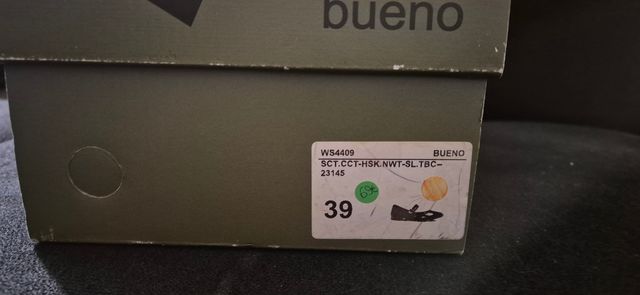 bueno
WS4409 BUENO
SCT.CCT-HSK.NWT-SL.TBC-
23145
39